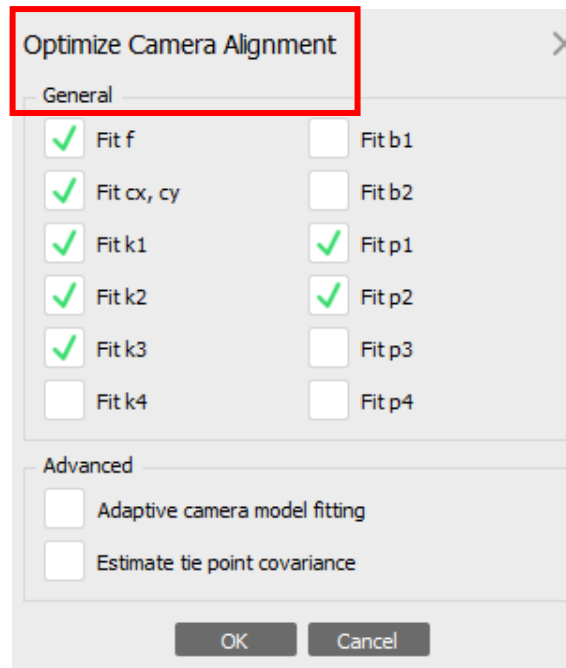 Optimize Camera Alignment
General
Fit f
Fit b1
Fit cx, cy
Fit b2
Fit k1
Fit p1
Fit k2
Fit p2
Fit k3
Fit p3
Fit k4
Fit p4
Advanced
Adaptive camera model fitting
Estimate tie point covariance
OK
Cancel